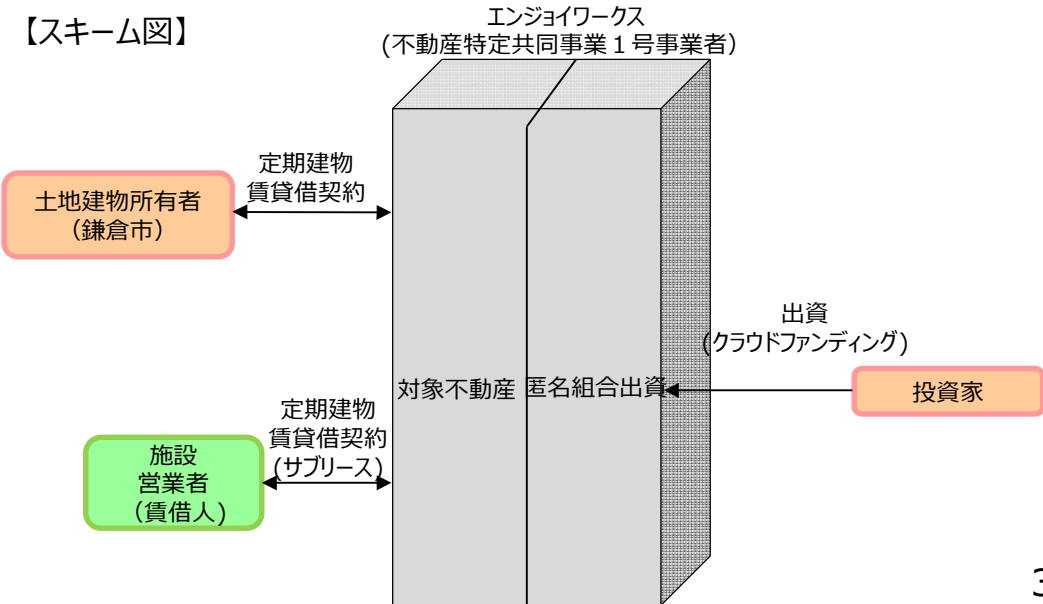 【スキーム図】
エンジョイワークス
(不動産特定共同事業１号事業者）
定期建物
賃貸借契約
土地建物所有者
（鎌倉市）
出資
(クラウドファンディング)
対象不動産
匿名組合出資
投資家
定期建物
賃貸借契約
(サブリース)
施設
営業者
（賃借人)
3